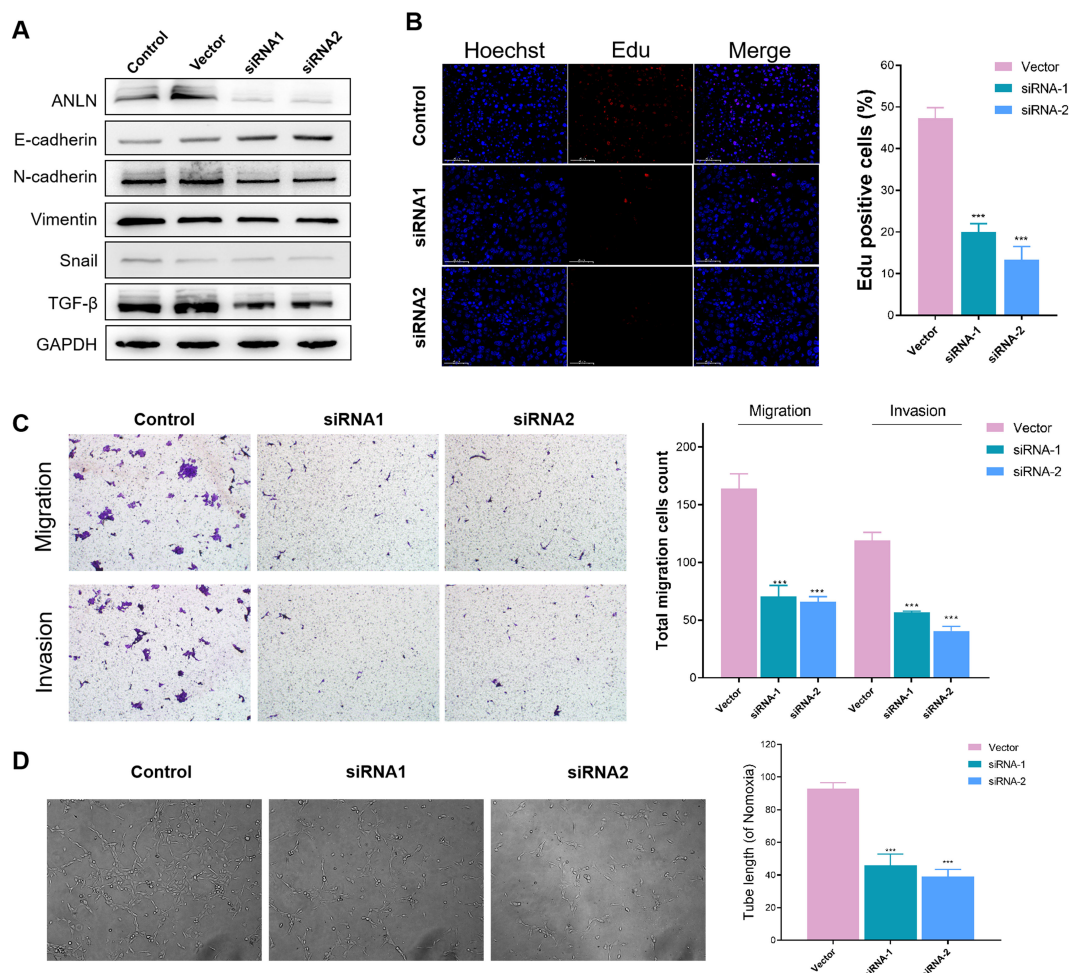 A
Control
Vector
siRNA1
siRNA2
ANLN
E-cadherin
N-cadherin
Vimentin
Snail
TGF-β
GAPDH
B
Hoechst
Edu
Merge
Control
siRNA1
siRNA2
Edu positive cells (%)
60
50
40
30
20
10
0
***
***
Vector
siRNA-1
siRNA-2
Vector
siRNA-1
siRNA-2
C
Control
siRNA1
siRNA2
Migration
Invasion
Migration
Invasion
Total migration cells count
200
150
100
50
0
***
***
***
***
Vector
siRNA-1
siRNA-2
Vector
siRNA-1
siRNA-2
Vector
siRNA-1
siRNA-2
D
Control
siRNA1
siRNA2
Tube length (of Nomoxia)
120
100
80
60
40
20
0
***
***
Vector
siRNA-1
siRNA-2
Vector
siRNA-1
siRNA-2